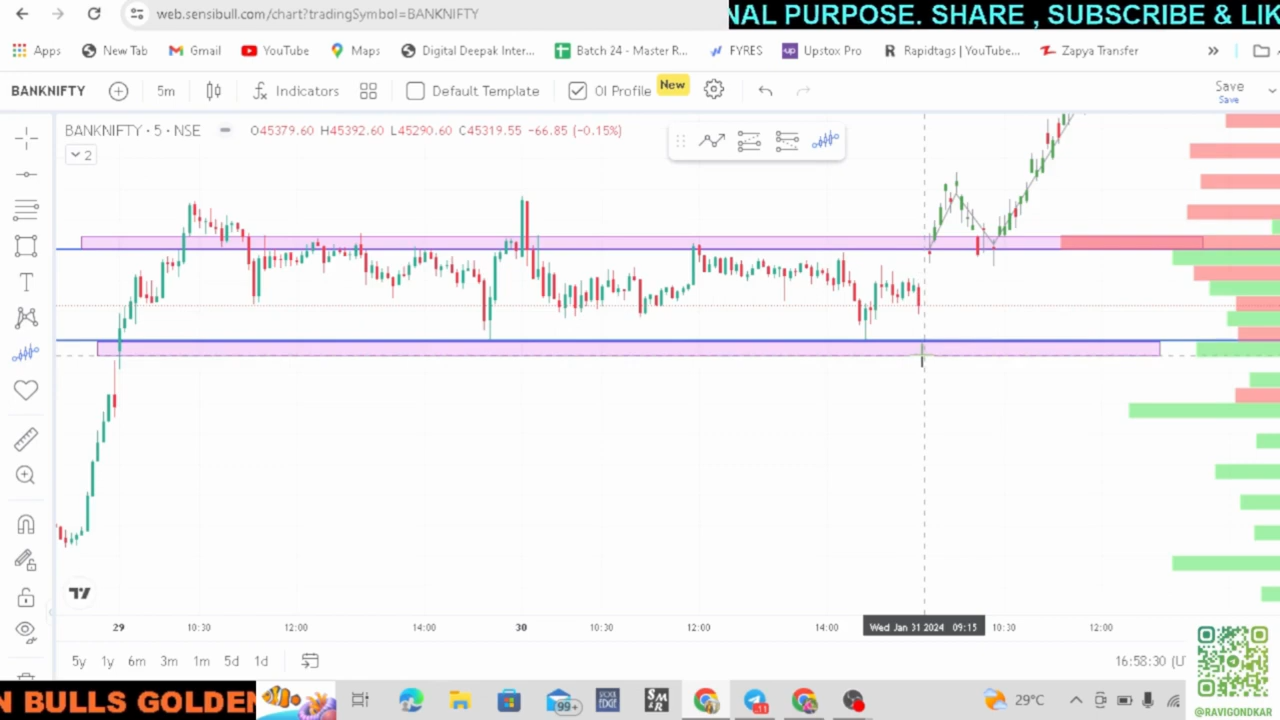 web.sensibull.com/chart?tradingSymbol=BANKNIFTY
NAL PURPOSE. SHARE , SUBSCRIBE & LIK
Apps New Tab Gmail YouTube Maps Digital Deepak Inter... Batch 24 - Master R... FYRES Upstox Pro Rapidtags | YouTube... Zapya Transfer
BANKNIFTY 5m Indicators Default Template OI Profile New Save
Save
BANKNIFTY · 5 · NSE O45379.60 H45392.60 L45290.60 C45319.55 -66.85 (-0.15%)
2
29 10:30 12:00 14:00 30 10:30 12:00 14:00 Wed Jan 31 2024 09:15 10:30 12:00
5y 1y 6m 3m 1m 5d 1d 16:58:30 (U
N BULLS GOLDEN
99+
29°C
@RAVIGONDKAR